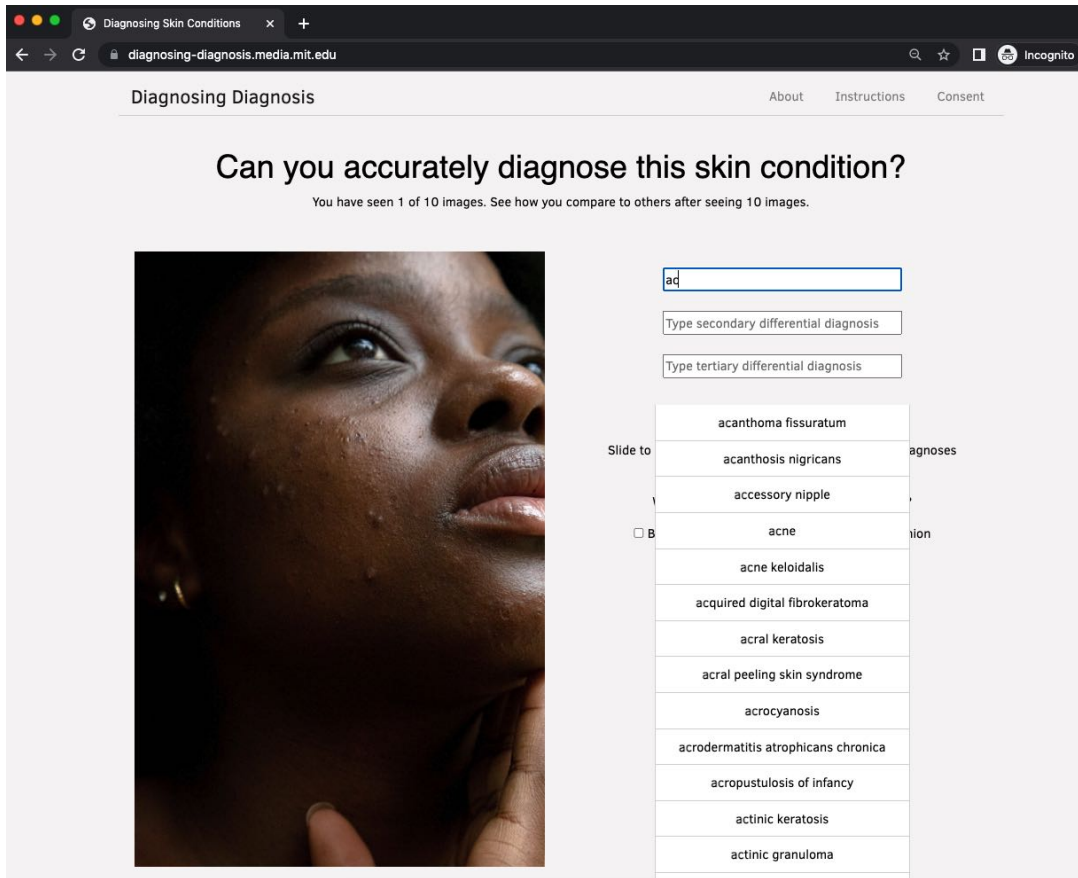 Diagnosing Skin Conditions
diagnosing-diagnosis.media.mit.edu
Incognito
Diagnosing Diagnosis
About Instructions Consent
Can you accurately diagnose this skin condition?
You have seen 1 of 10 images. See how you compare to others after seeing 10 images.
ac
Type secondary differential diagnosis
Type tertiary differential diagnosis
acanthoma fissuratum
Slide to agnoses
acanthosis nigricans
accessory nipple
acne
acne keloidalis
acquired digital fibrokeratoma
acral keratosis
acral peeling skin syndrome
acrocyanosis
acrodermatitis atrophicans chronica
acropustulosis of infancy
actinic keratosis
actinic granuloma